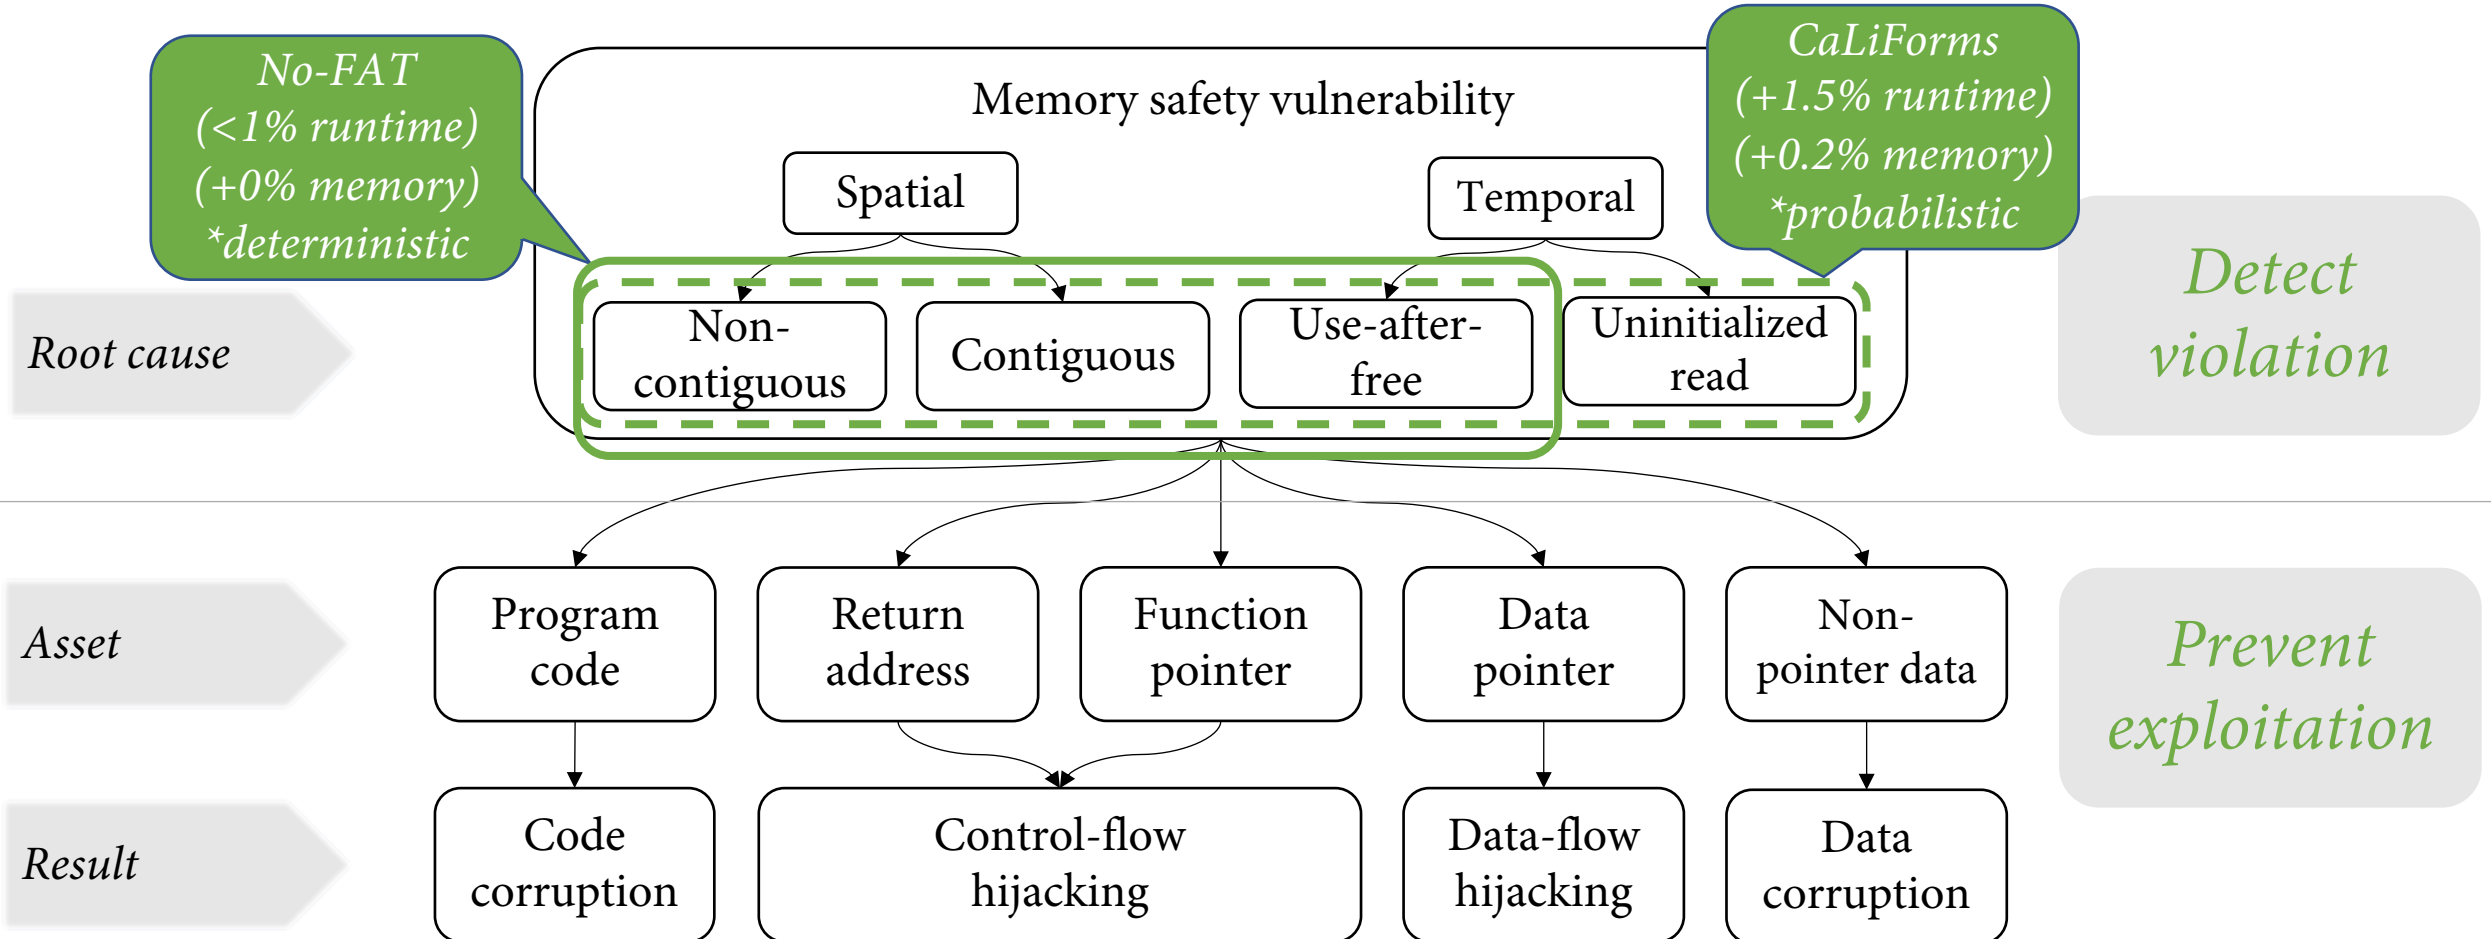 No-FAT
(<1% runtime)
(+0% memory)
*deterministic
CaLiForms
(+1.5% runtime)
(+0.2% memory)
*probabilistic
Memory safety vulnerability
Spatial
Temporal
Root cause
Non-
contiguous
Contiguous
Use-after-
free
Uninitialized
read
Detect
violation
Asset
Program
code
Return
address
Function
pointer
Data
pointer
Non-
pointer data
Prevent
exploitation
Result
Code
corruption
Control-flow
hijacking
Data-flow
hijacking
Data
corruption